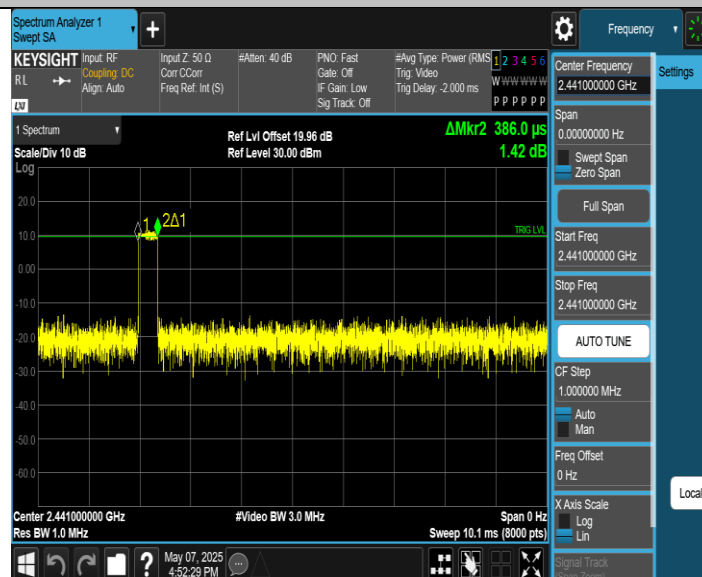 Spectrum Analyzer 1
Swept SA
Frequency
KEYSIGHT
RL
LXI
Input: RF
Coupling: DC
Align: Auto
Input Z: 50 Ω
Corr CCorr
Freq Ref: Int (S)
#Atten: 40 dB
PNO: Fast
Gate: Off
IF Gain: Low
Sig Track: Off
#Avg Type: Power (RMS
Trig: Video
Trig Delay: -2.000 ms
1 2 3 4 5 6
W W W W W W
P P P P P P
1 Spectrum
Scale/Div 10 dB
Log
Ref Lvl Offset 19.96 dB
Ref Level 30.00 dBm
ΔMkr2 386.0 µs
1.42 dB
20.0
10.0
0.00
-10.0
-20.0
-30.0
-40.0
-50.0
-60.0
1
2Δ1
TRIG LVL
Center 2.441000000 GHz
Res BW 1.0 MHz
#Video BW 3.0 MHz
Span 0 Hz
Sweep 10.1 ms (8000 pts)
May 07, 2025
4:52:29 PM
Center Frequency
2.441000000 GHz
Settings
Span
0.00000000 Hz
Swept Span
Zero Span
Full Span
Start Freq
2.441000000 GHz
Stop Freq
2.441000000 GHz
AUTO TUNE
CF Step
1.000000 MHz
Auto
Man
Freq Offset
0 Hz
X Axis Scale
Log
Lin
Local
Signal Track
(Span Zoom)